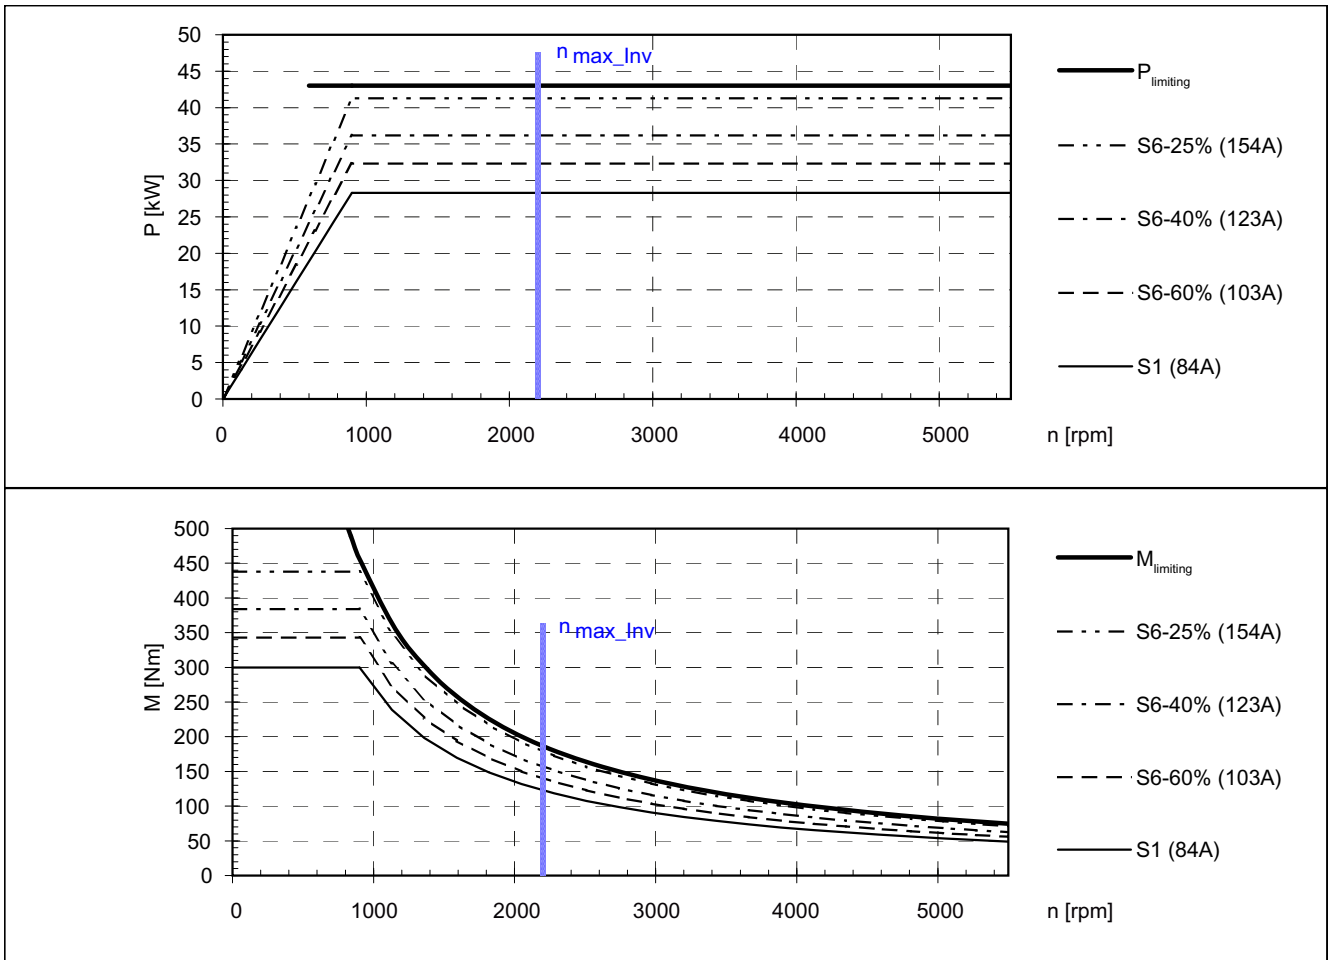 50
45
40
35
30
25
20
15
10
5
0
P [kW]
n max_Inv
0 1000 2000 3000 4000 5000 n [rpm]
P limiting
S6-25% (154A)
S6-40% (123A)
S6-60% (103A)
S1 (84A)
500
450
400
350
300
250
200
150
100
50
0
M [Nm]
n max_Inv
0 1000 2000 3000 4000 5000 n [rpm]
M limiting
S6-25% (154A)
S6-40% (123A)
S6-60% (103A)
S1 (84A)